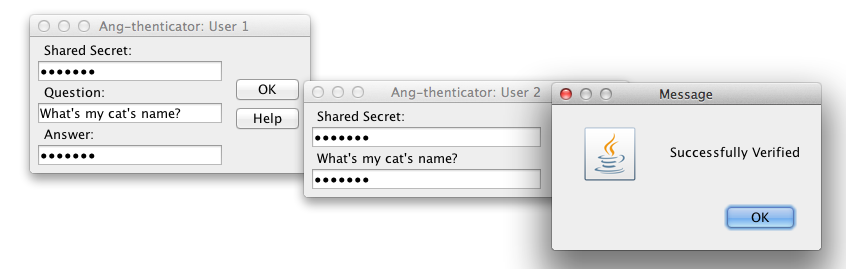 Ang-thenticator: User 1
Shared Secret:
•••••••
Question:
What's my cat's name?
Answer:
•••••••
OK
Help
Ang-thenticator: User 2
Shared Secret:
•••••••
What's my cat's name?
•••••••
Message
Successfully Verified
OK